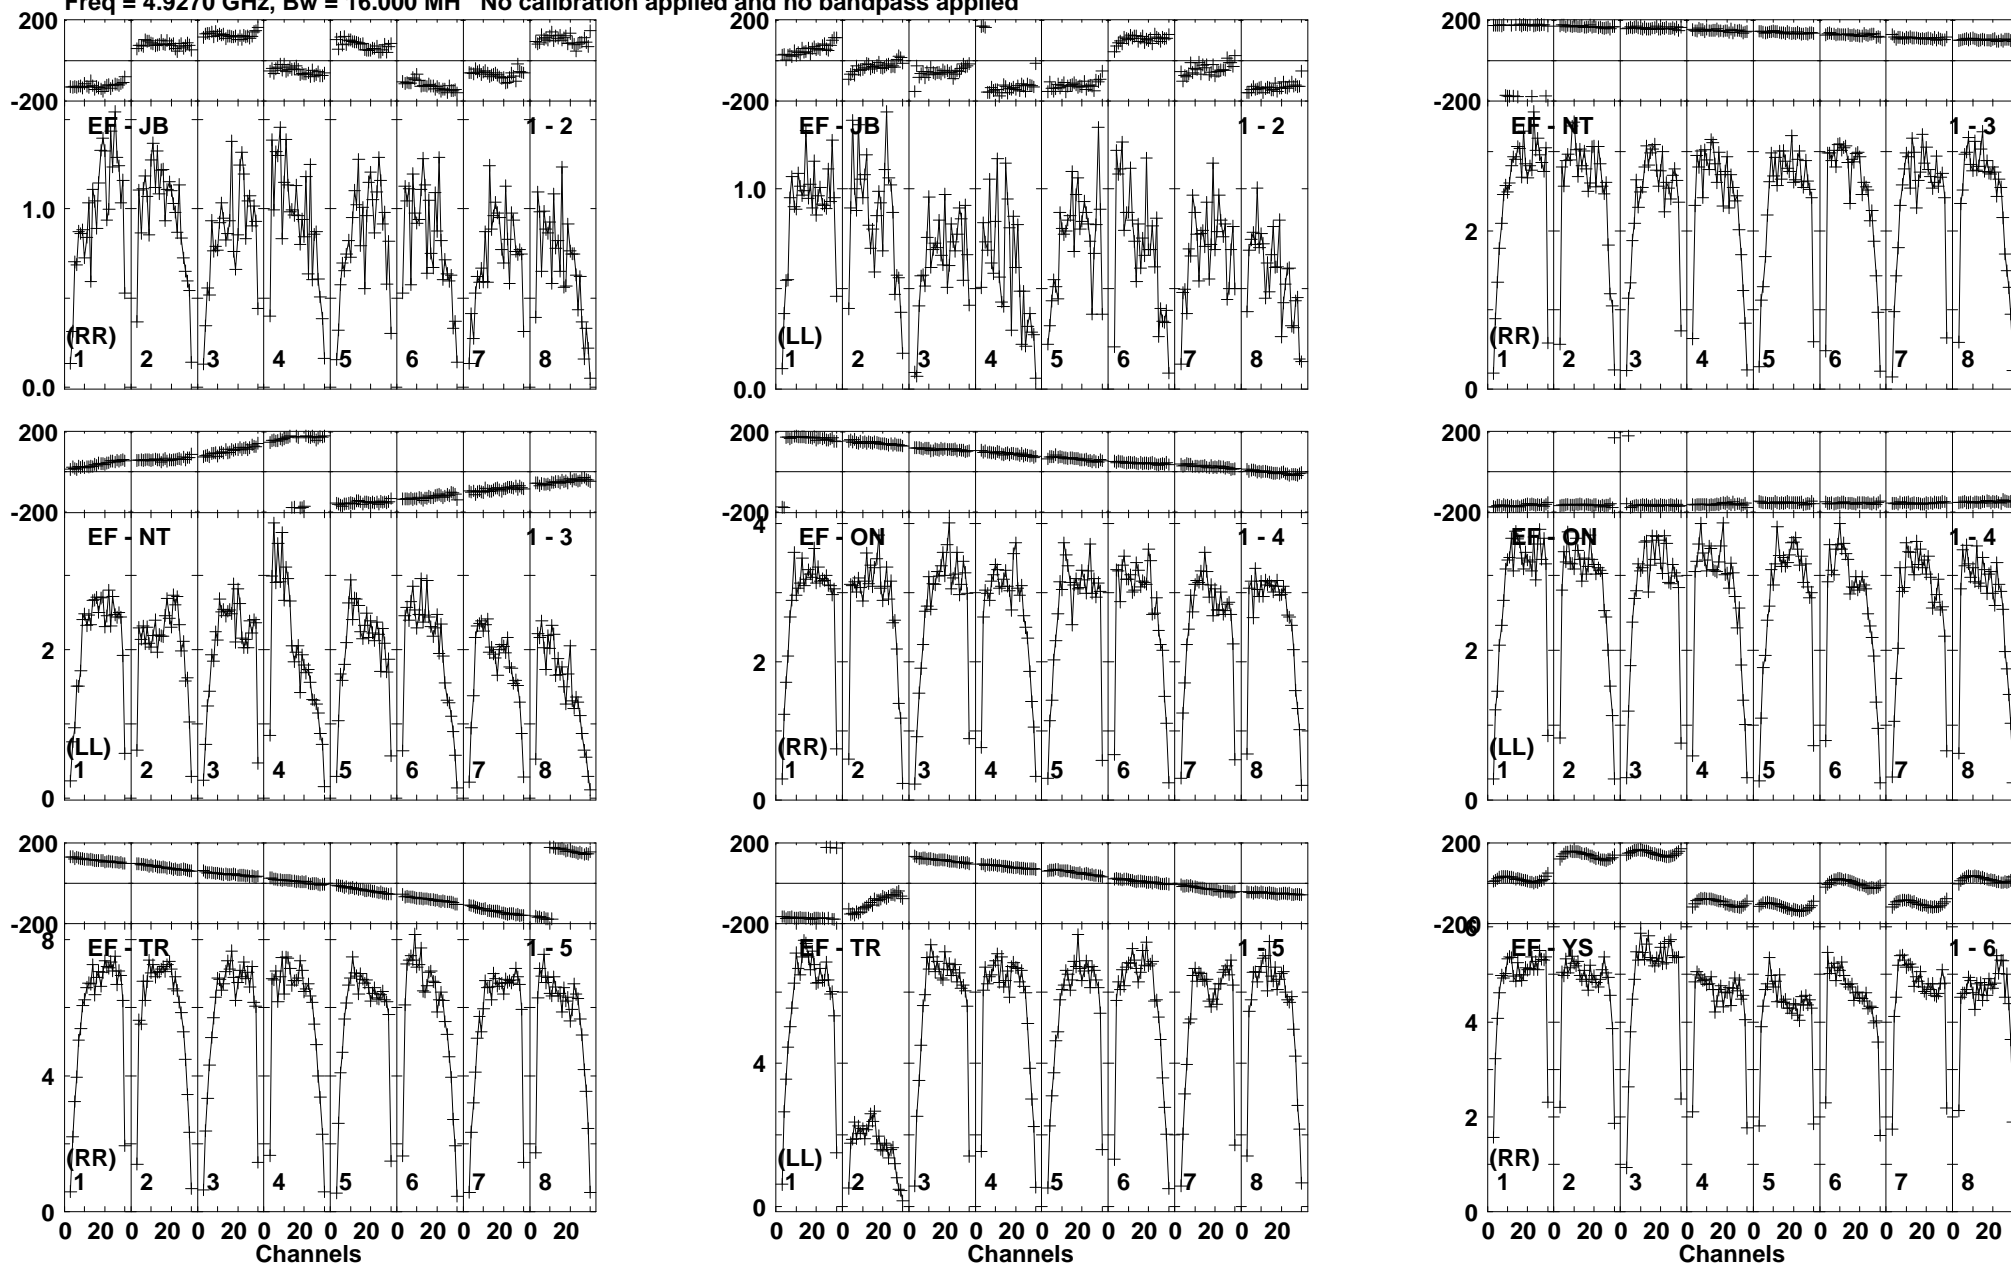 Freq = 4.9270 GHz, Bw = 16.000 MH No calibration applied and no bandpass applied
200 200 200
-200 -200 -200
EF - JB 1 - 2 EF - JB 1 - 2 EF - NT 1 - 3
1.0 1.0 2
(RR) (LL) (RR)
1 2 3 4 5 6 7 8 1 2 3 4 5 6 7 8 1 2 3 4 5 6 7 8
0.0 0.0 0
200 200 200
-200 -200 -200
4
EF - NT 1 - 3 EF - ON 1 - 4 EF - ON 1 - 4
2 2 2
(LL) (RR) (LL)
1 2 3 4 5 6 7 8 1 2 3 4 5 6 7 8 1 2 3 4 5 6 7 8
0 0 0
200 200 200
-200 -200 -200
8 6
EF - TR 1 - 5 EF - TR 1 - 5 EF - YS 1 - 6
4 4 4
2
(RR) (LL) (RR)
1 2 3 4 5 6 7 8 1 2 3 4 5 6 7 8 1 2 3 4 5 6 7 8
0 0 0
0 20 0 20 0 20 0 20 0 20 0 20 0 20 0 20 0 20 0 20 0 20 0 20 0 20 0 20 0 20 0 20 0 20 0 20 0 20 0 20 0 20 0 20 0 20 0 20
Channels Channels Channels